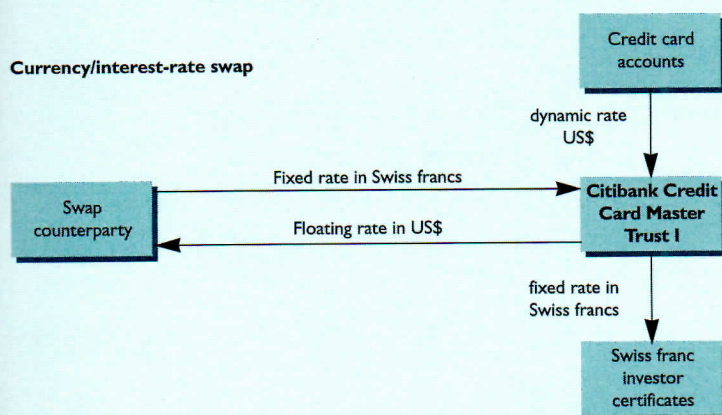 Credit card
accounts
Currency/interest-rate swap
dynamic rate
US$
Fixed rate in Swiss francs
Swap
counterparty
Citibank Credit
Card Master
Trust I
Floating rate in US$
fixed rate in
Swiss francs
Swiss franc
investor
certificates